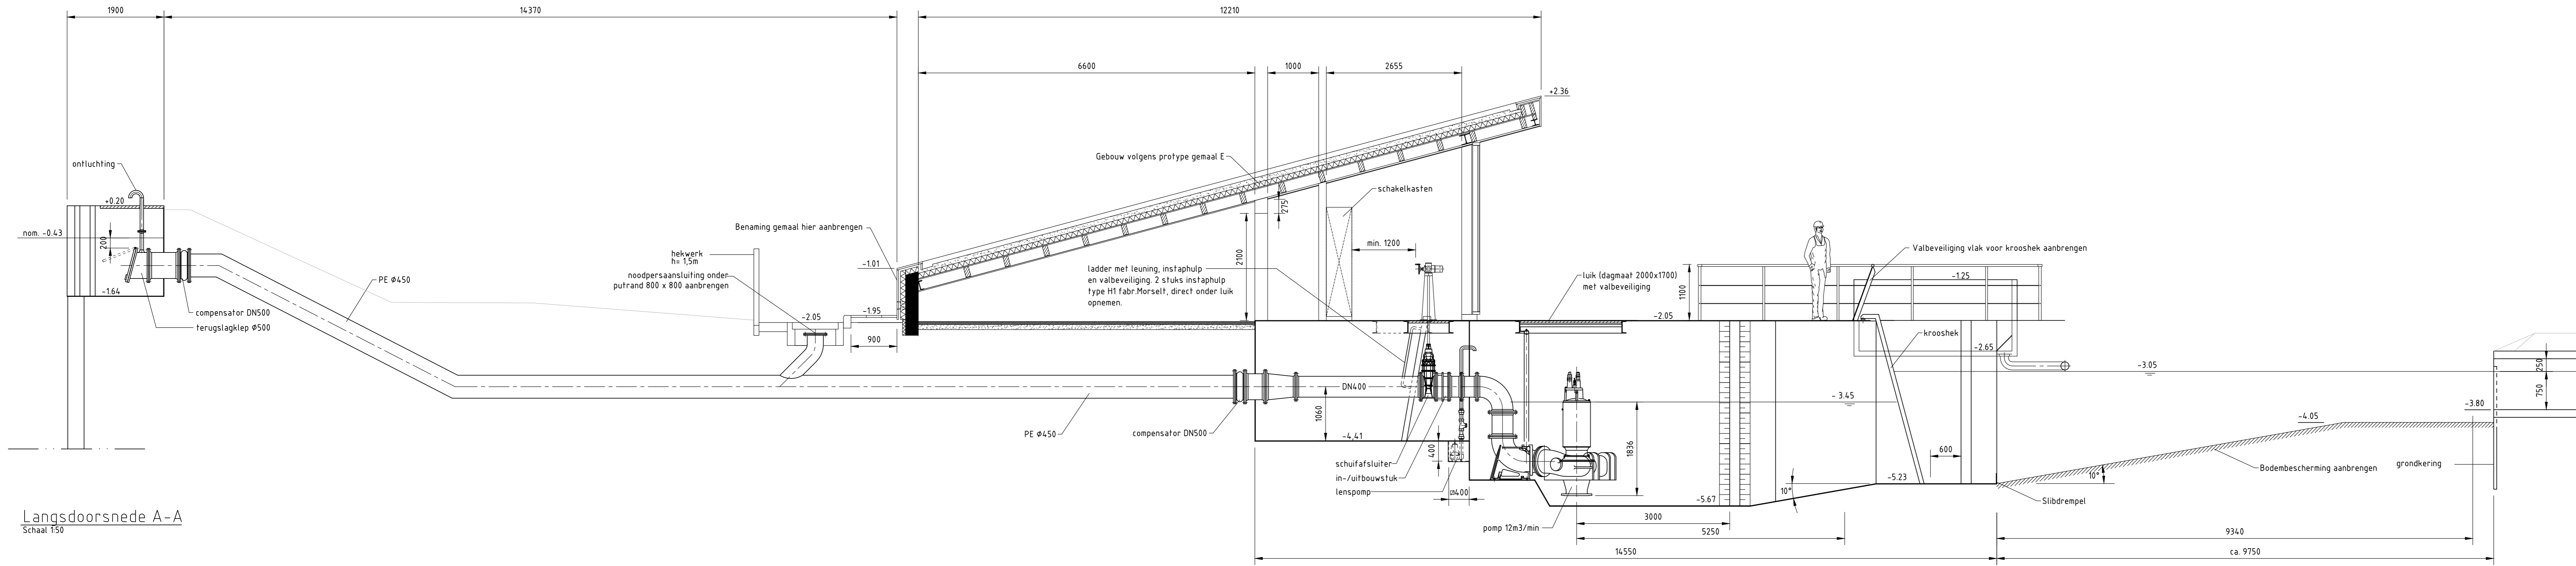 1900
14370
12210
6600
1000
2655
+2.36
ontluchting
Gebouw volgens protype gemaal E
schakelkasten
+0.20
nom. -0.43
200
275
Benaming gemaal hier aanbrengen
hekwerk
h= 1,5m
min. 1200
2100
Valbeveiliging vlak voor krooshek aanbrengen
-1.01
ladder met leuning, instaphulp
en valbeveiliging. 2 stuks instaphulp
type H1 fabr.Morselt, direct onder luik
opnemen.
noodpersaansluiting onder
putrand 800 x 800 aanbrengen
luik (dagmaat 2000x1700)
met valbeveiliging
-1.25
PE Ø450
-1.64
1100
compensator DN500
terugslagklep Ø500
-2.05
-1.95
-2.05
900
krooshek
-2.65
-3.05
250
750
DN400
- 3.45
-3.80
1060
-4.05
PE Ø450
compensator DN500
-4,41
400
1836
schuifafsluiter
in-/uitbouwstuk
lenspomp
400
600
grondkering
Bodembescherming aanbrengen
10°
-5.23
10°
-5.67
Slibdrempel
Langsdoorsnede A-A
Schaal 1:50
pomp 12m3/min
3000
5250
9340
14550
ca. 9750